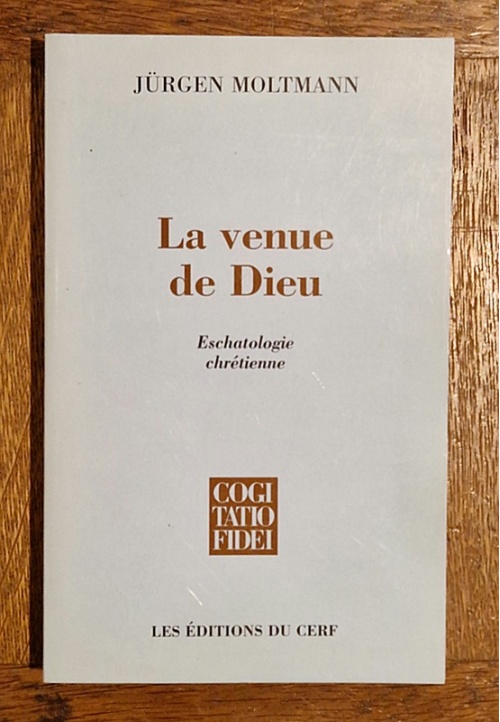 JÜRGEN MOLTMANN
La venue
de Dieu
Eschatologie
chrétienne
COGI
TATIO
FIDEI
LES ÉDITIONS DU CERF